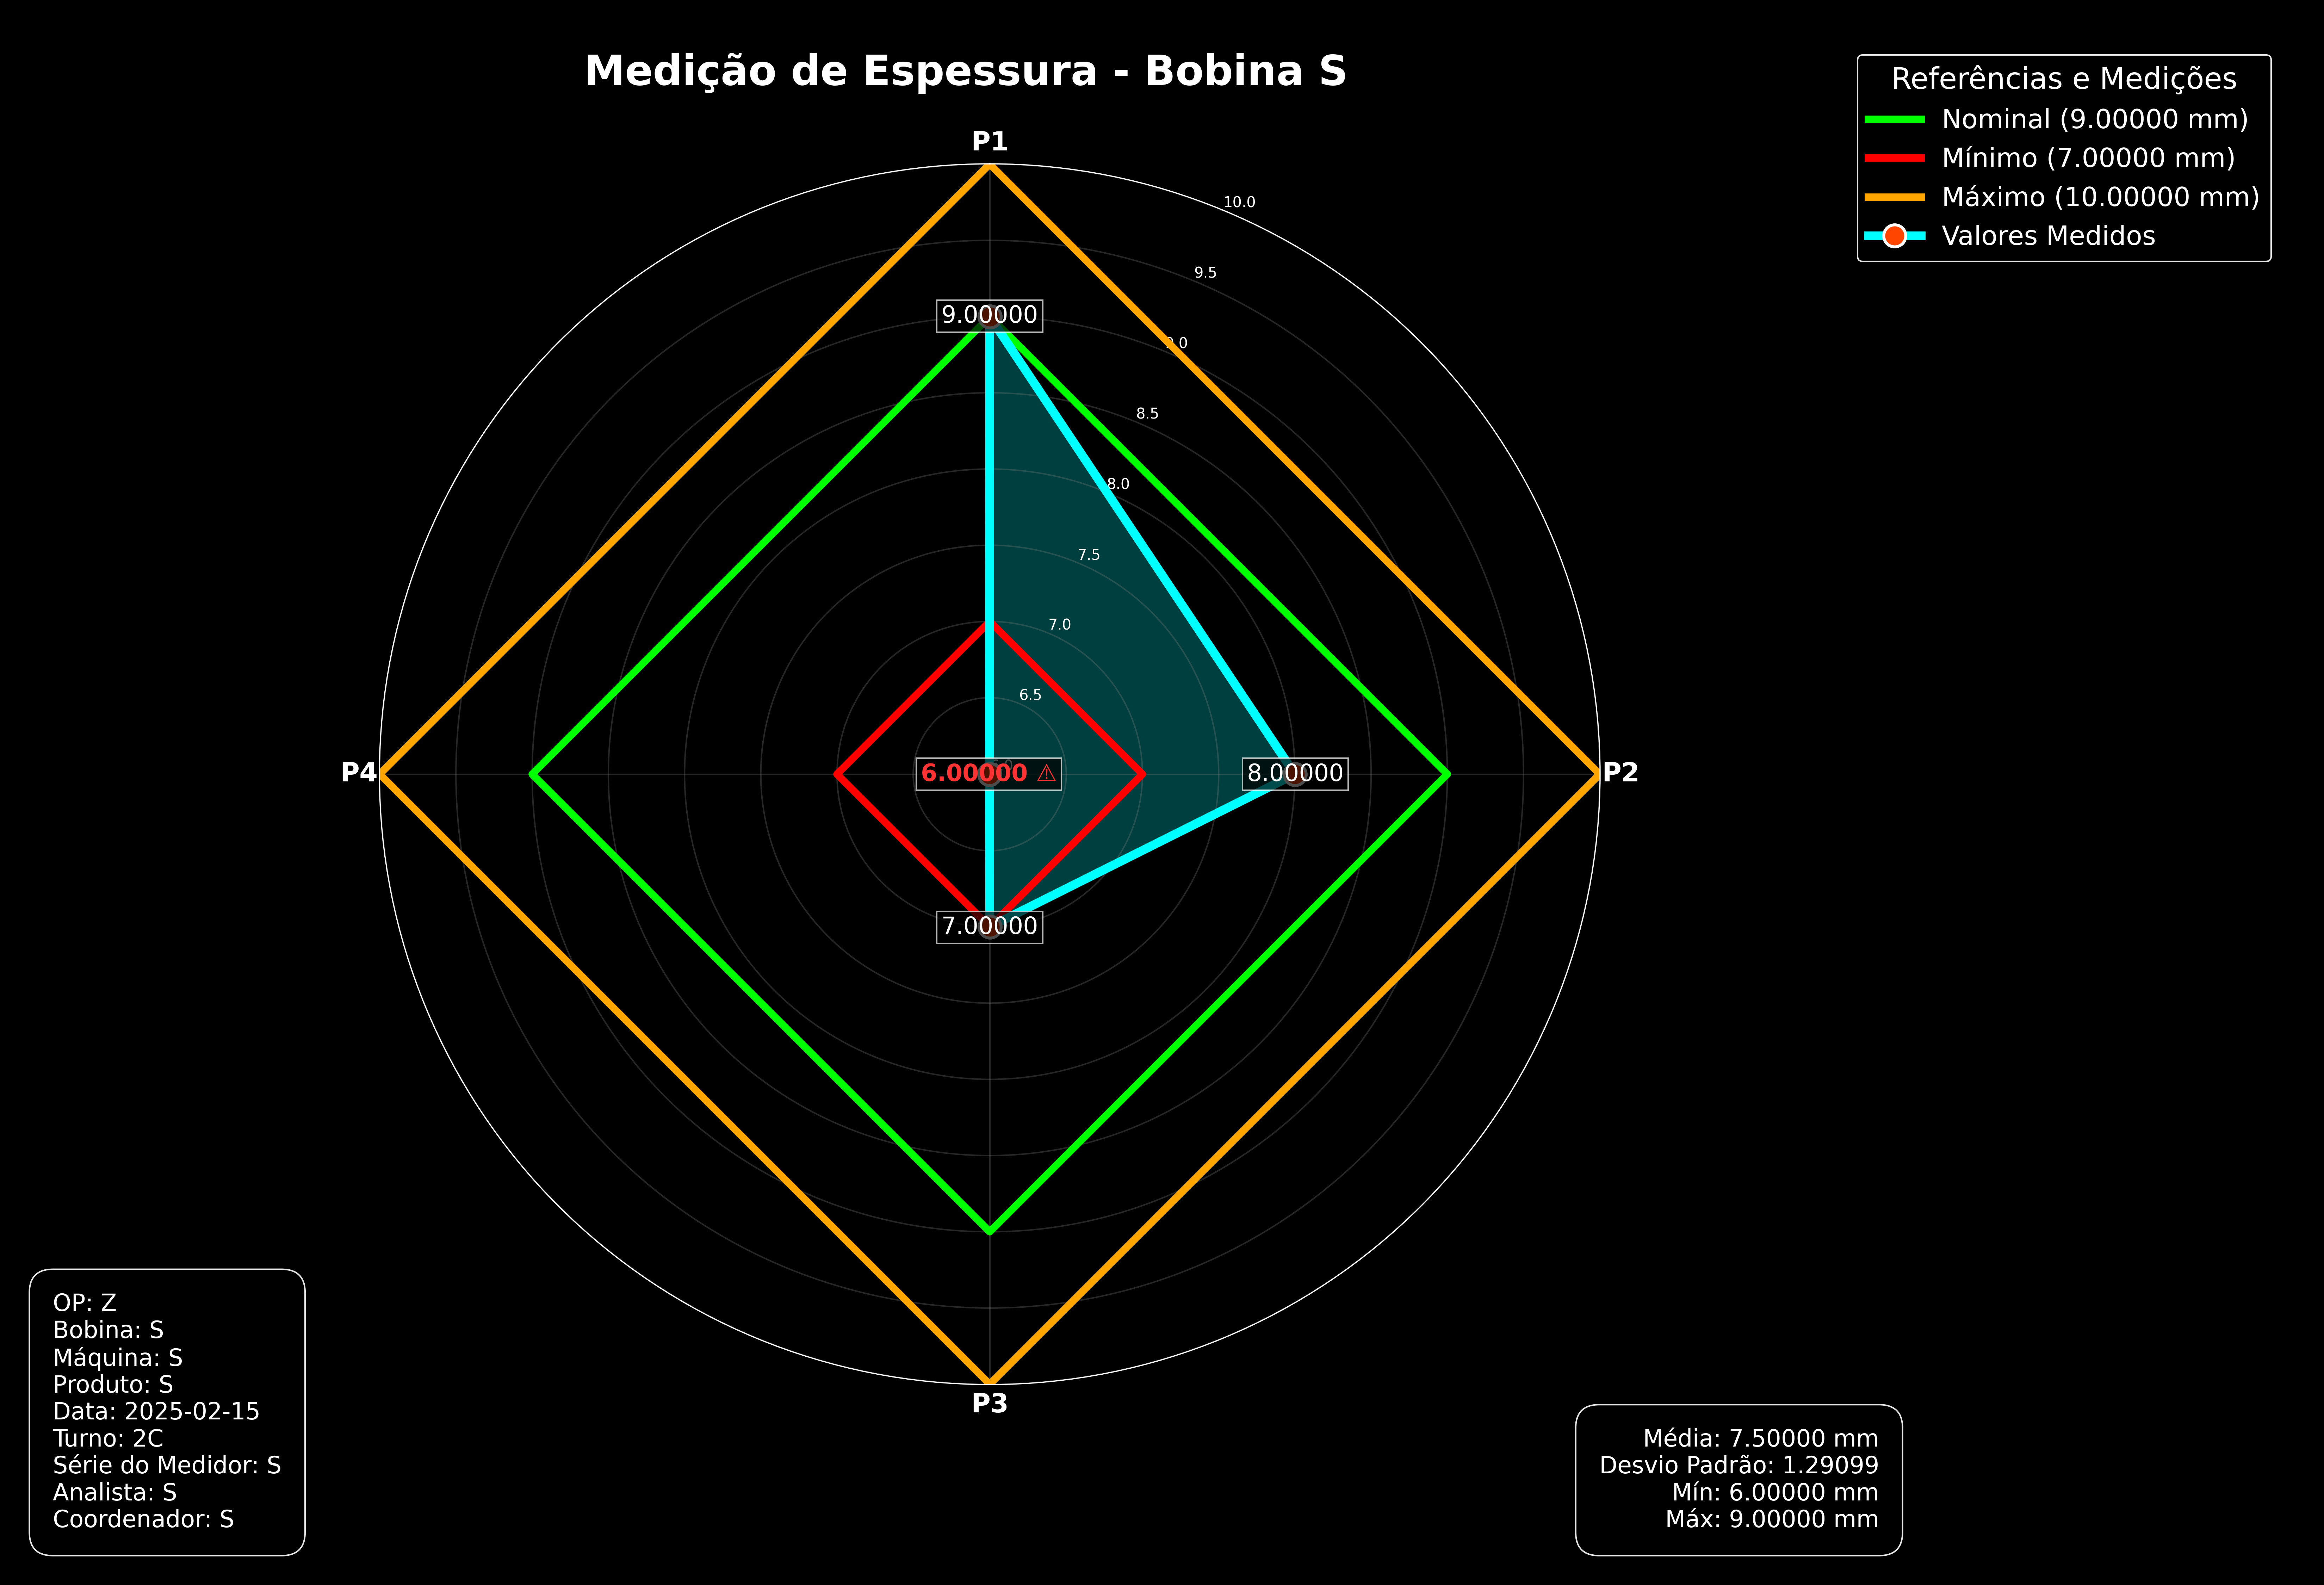 Medição de Espessura - Bobina S
Referências e Medições
Nominal (9.00000 mm)
Mínimo (7.00000 mm)
Máximo (10.00000 mm)
Valores Medidos
P1
10.0
9.5
9.00000
9.0
8.5
8.0
7.5
7.0
6.5
P4
6.00000 ⚠
8.00000
P2
7.00000
P3
OP: Z
Bobina: S
Máquina: S
Produto: S
Data: 2025-02-15
Turno: 2C
Série do Medidor: S
Analista: S
Coordenador: S
Média: 7.50000 mm
Desvio Padrão: 1.29099
Mín: 6.00000 mm
Máx: 9.00000 mm